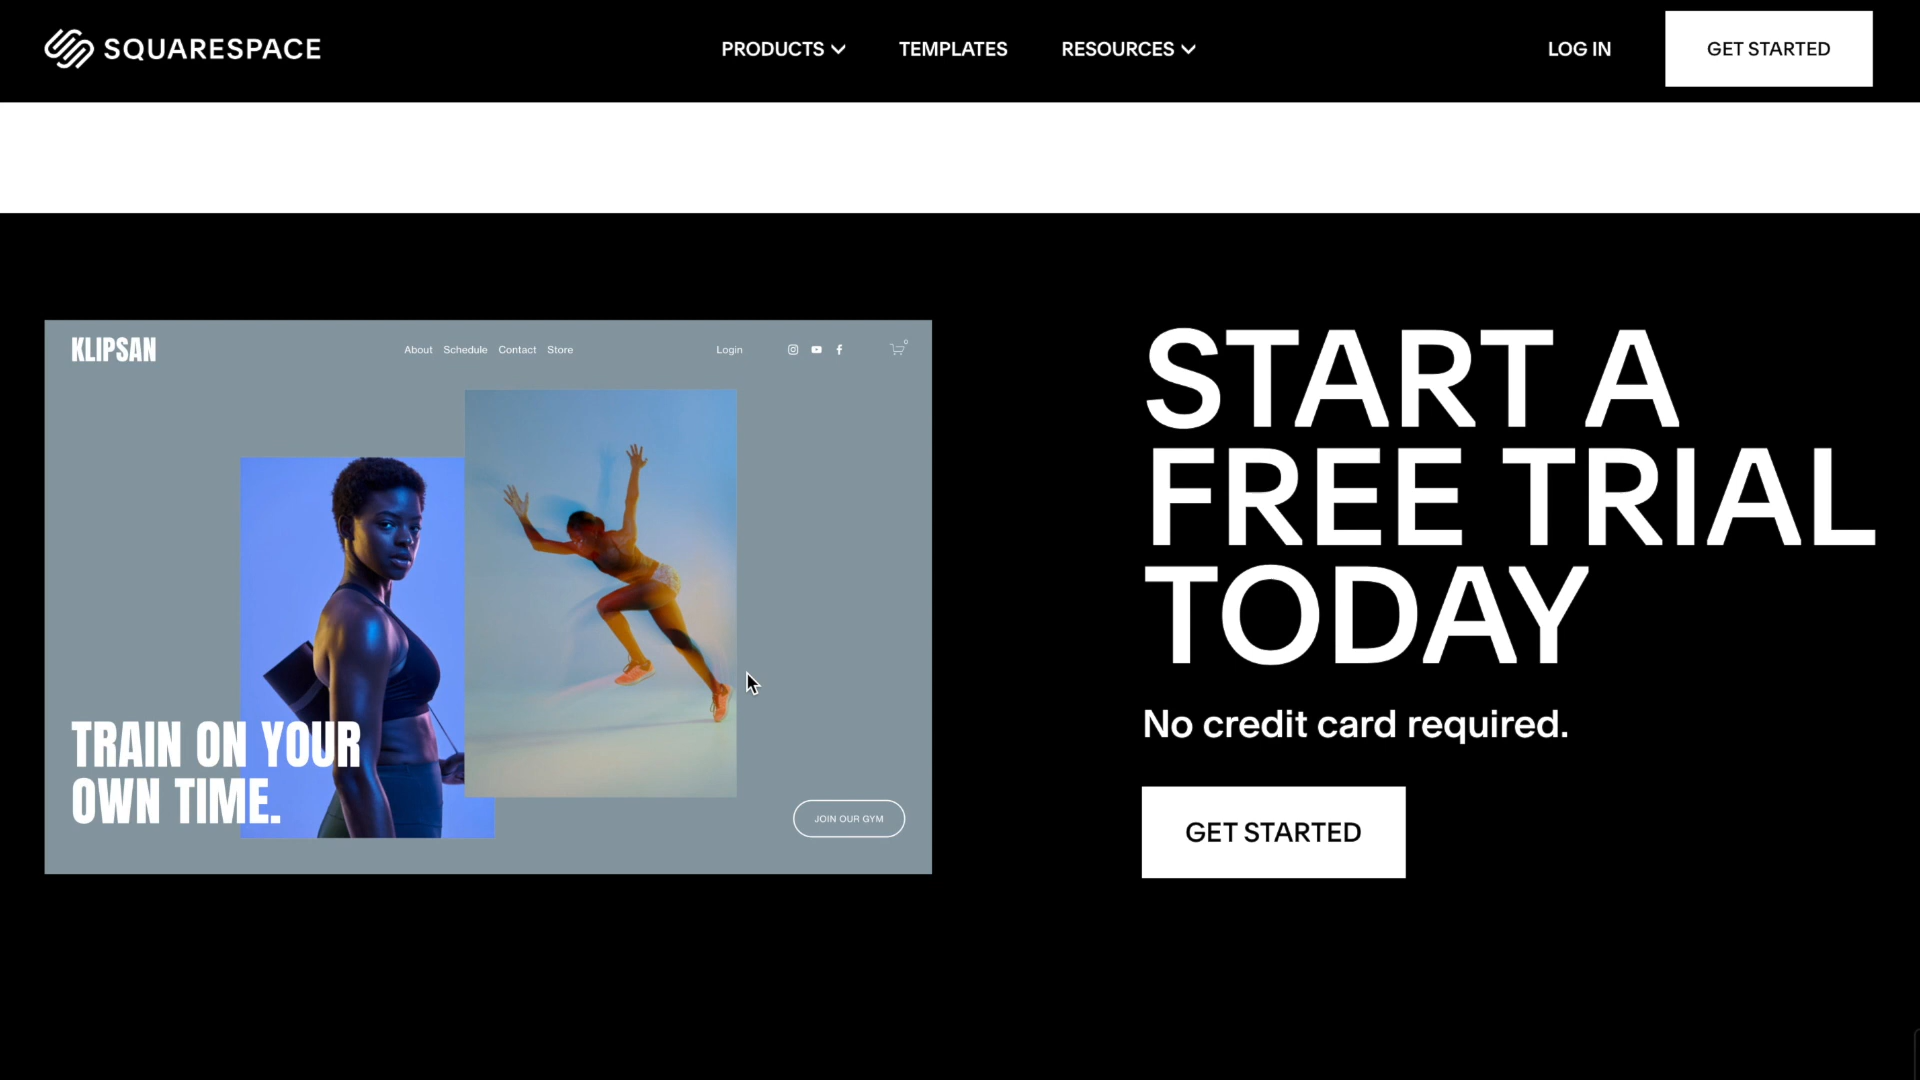 SQUARESPACE
PRODUCTS
TEMPLATES
RESOURCES
LOG IN
GET STARTED
KLIPSAN
About
Schedule
Contact
Store
Login
0
TRAIN ON YOUR
OWN TIME.
JOIN OUR GYM
START A
FREE TRIAL
TODAY
No credit card required.
GET STARTED